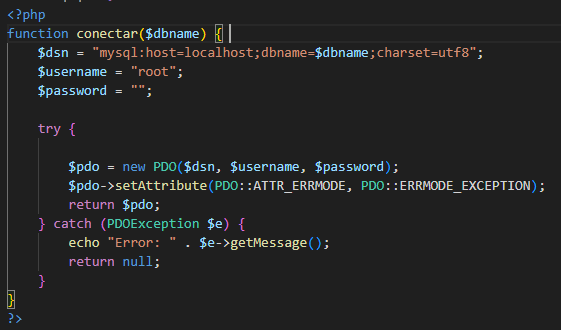 <?php
function conectar($dbname) {
    $dsn = "mysql:host=localhost;dbname=$dbname;charset=utf8";
    $username = "root";
    $password = "";

    try {

        $pdo = new PDO($dsn, $username, $password);
        $pdo->setAttribute(PDO::ATTR_ERRMODE, PDO::ERRMODE_EXCEPTION);
        return $pdo;
    } catch (PDOException $e) {
        echo "Error: " . $e->getMessage();
        return null;
    }
}
?>